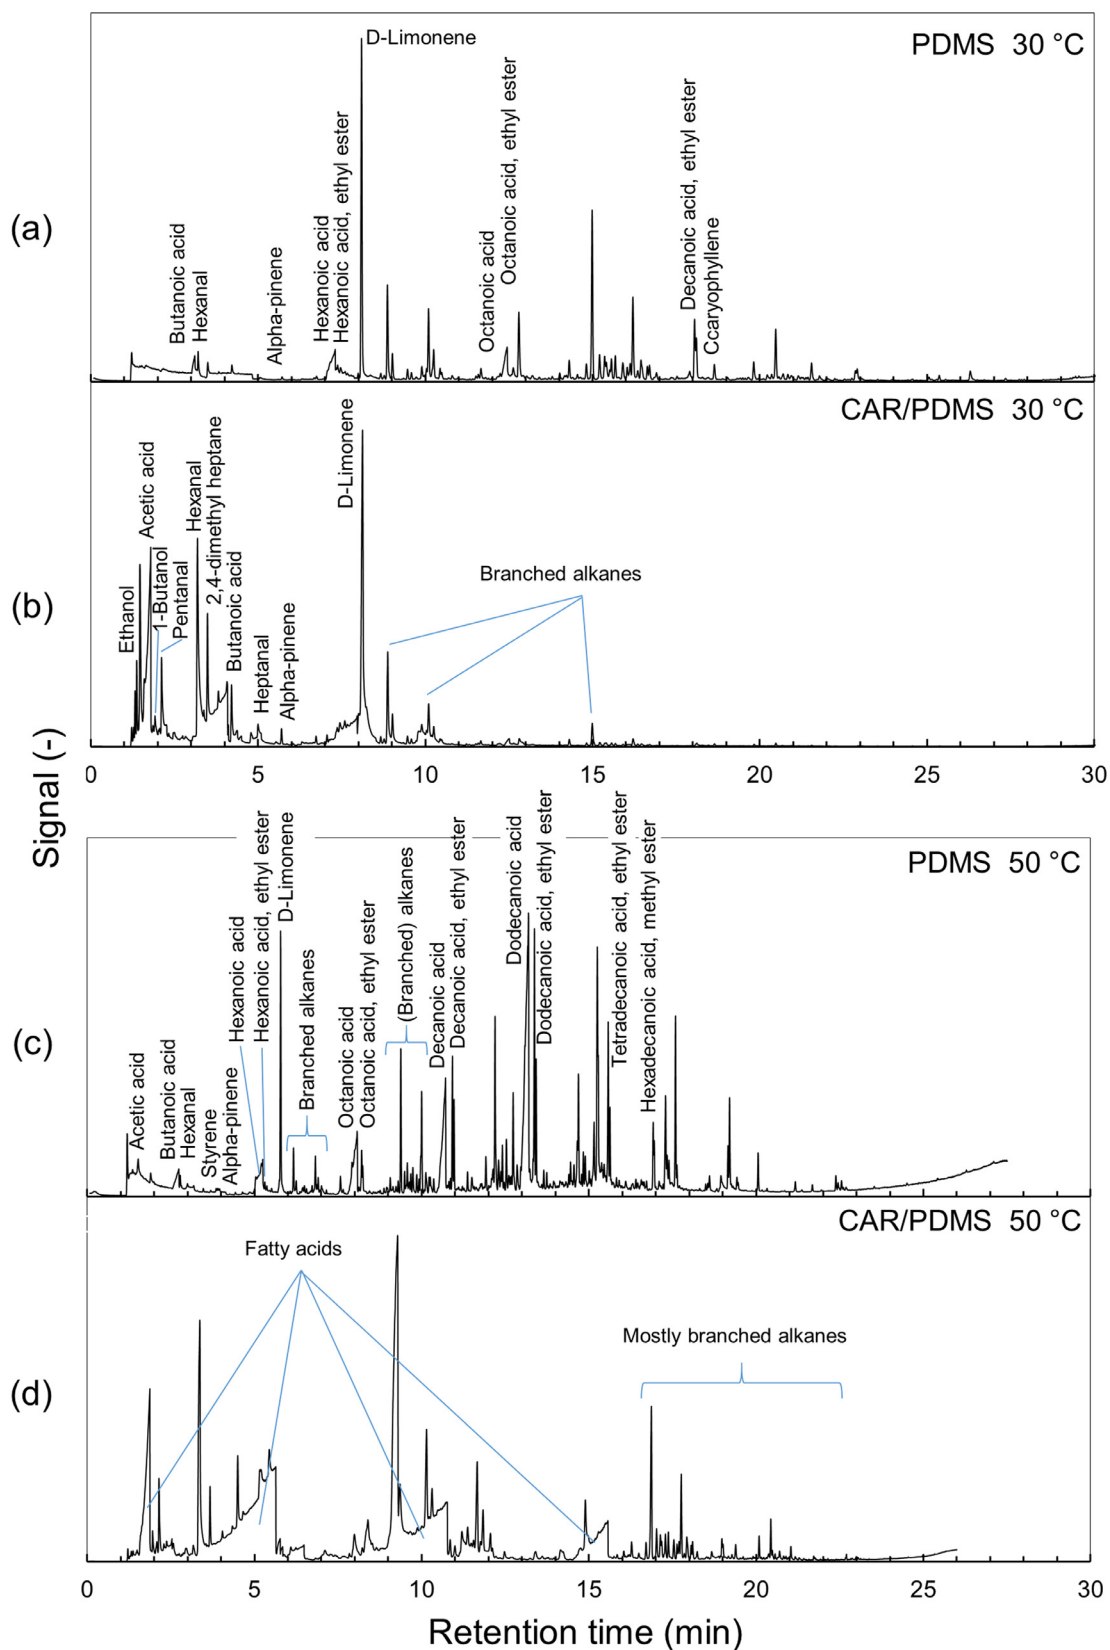 PDMS 30 °C
D-Limonene
(a)
Butanoic acid
Hexanal
Alpha-pinene
Hexanoic acid
Hexanoic acid, ethyl ester
Octanoic acid
Octanoic acid, ethyl ester
Decanoic acid, ethyl ester
Ccaryophyllene
CAR/PDMS 30 °C
(b)
Ethanol
Acetic acid
1-Butanol
Pentanal
Hexanal
2,4-dimethyl heptane
Butanoic acid
Heptanal
Alpha-pinene
D-Limonene
Branched alkanes
0 5 10 15 20 25 30
Signal (-)
PDMS 50 °C
(c)
Acetic acid
Butanoic acid
Hexanal
Styrene
Alpha-pinene
Hexanoic acid
Hexanoic acid, ethyl ester
D-Limonene
Branched alkanes
Octanoic acid
Octanoic acid, ethyl ester
(Branched) alkanes
Decanoic acid
Decanoic acid, ethyl ester
Dodecanoic acid
Dodecanoic acid, ethyl ester
Tetradecanoic acid, ethyl ester
Hexadecanoic acid, methyl ester
CAR/PDMS 50 °C
(d)
Fatty acids
Mostly branched alkanes
0 5 10 15 20 25 30
Retention time (min)